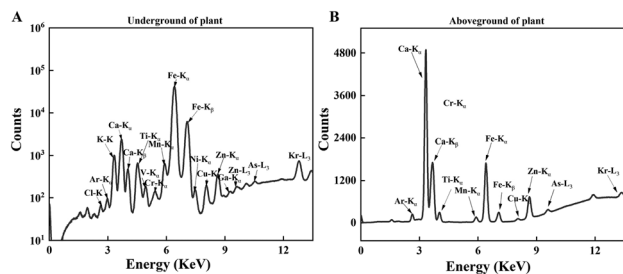 A
Underground of plant
10⁶
10⁵
10⁴
10³
10²
10¹
Counts
0
3
6
9
12
Energy (KeV)
Cl-K
Ar-K
K-K
Ca-Kα
Ca-Kβ
Ti-Kα
V-Kα
Cr-Kα
Mn-Kα
Fe-Kα
Fe-Kβ
Ni-Kα
Cu-Kα
Zn-Kα
Ga-Kα
Zn-L₃
As-L₃
Kr-L₃
B
Aboveground of plant
4800
3600
2400
1200
0
Counts
0
3
6
9
12
Energy (KeV)
Ar-Kα
Ca-Kα
Cr-Kα
Ca-Kβ
Ti-Kα
Mn-Kα
Fe-Kα
Fe-Kβ
Cu-K
Zn-Kα
As-L₃
Kr-L₃